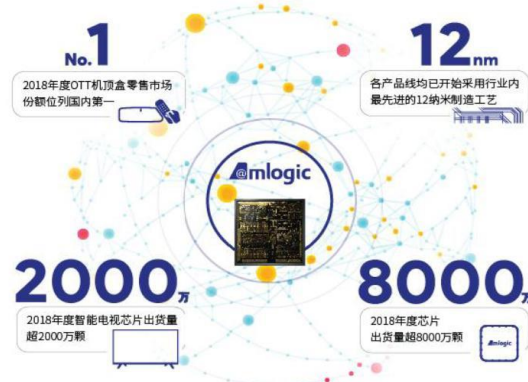 No.1
2018年度OTT机顶盒零售市场
份额位列国内第一
12nm
各产品线均已开始采用行业内
最先进的12纳米制造工艺
@mlogic
2000万
2018年度智能电视芯片出货量
超2000万颗
8000万
2018年度芯片
出货量超8000万颗
Amlogic